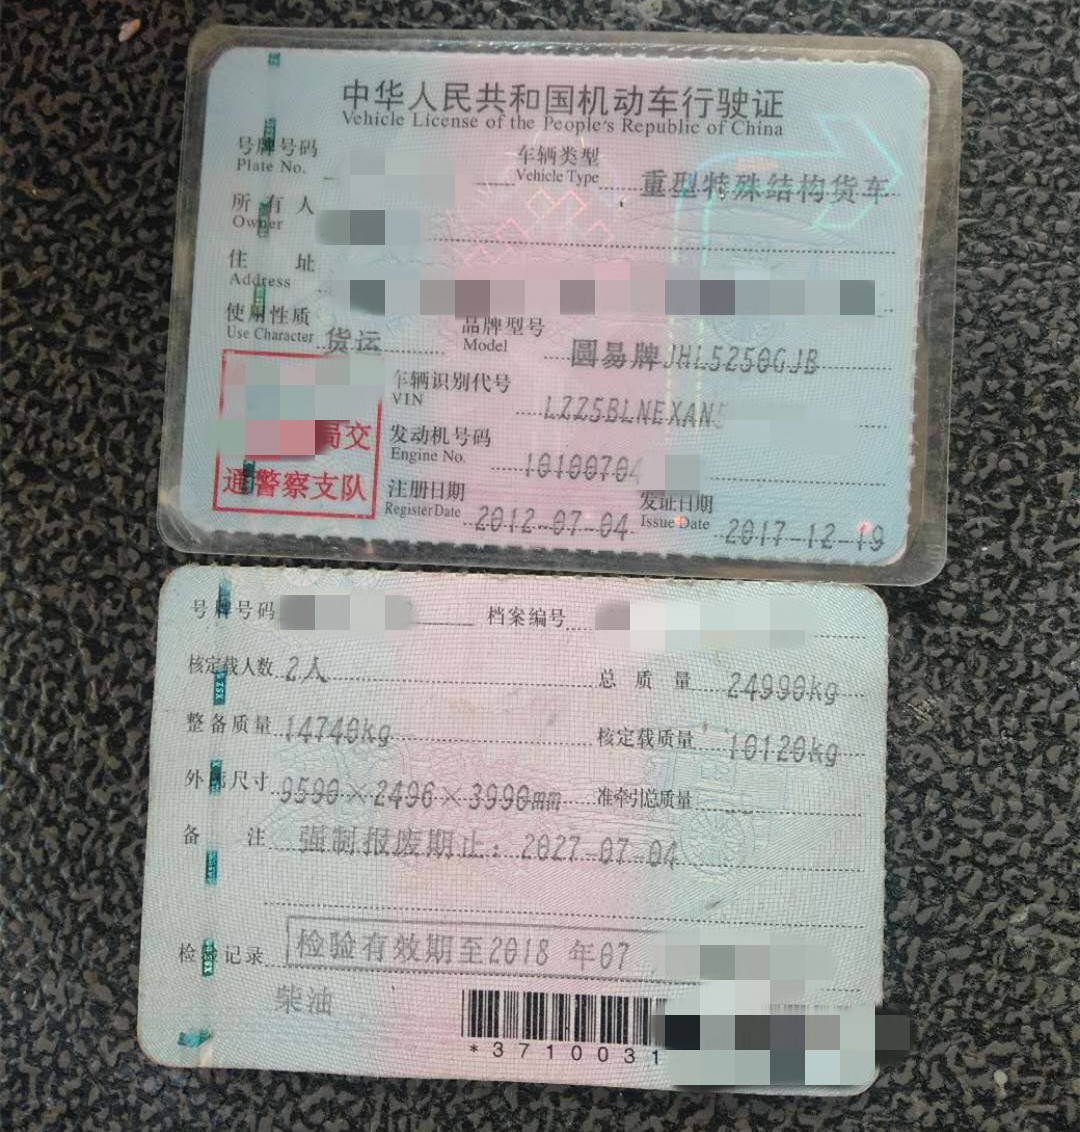 中华人民共和国机动车行驶证
Vehicle License of the People's Republic of China
号牌号码 车辆类型 重型特殊结构货车
Plate No. Vehicle Type
所有人
Owner
住址
Address
使用性质 货运 品牌型号 圆易牌JHL5250GJB
Use Character Model
车辆识别代号 LZZ5BLNEXAN5
VIN
局交
通警察支队
发动机号码 10100704
Engine No.
注册日期 2012-07-04 发证日期 2017-12-19
Register Date Issue Date
号牌号码 档案编号
核定载人数 2人 总质量 24990kg
整备质量 14740kg 核定载质量 10120kg
外廓尺寸 9590×2496×3990mm 准牵引总质量
备注 强制报废期止：2027-07-04
检验记录 检验有效期至2018年07
柴油
*3710031